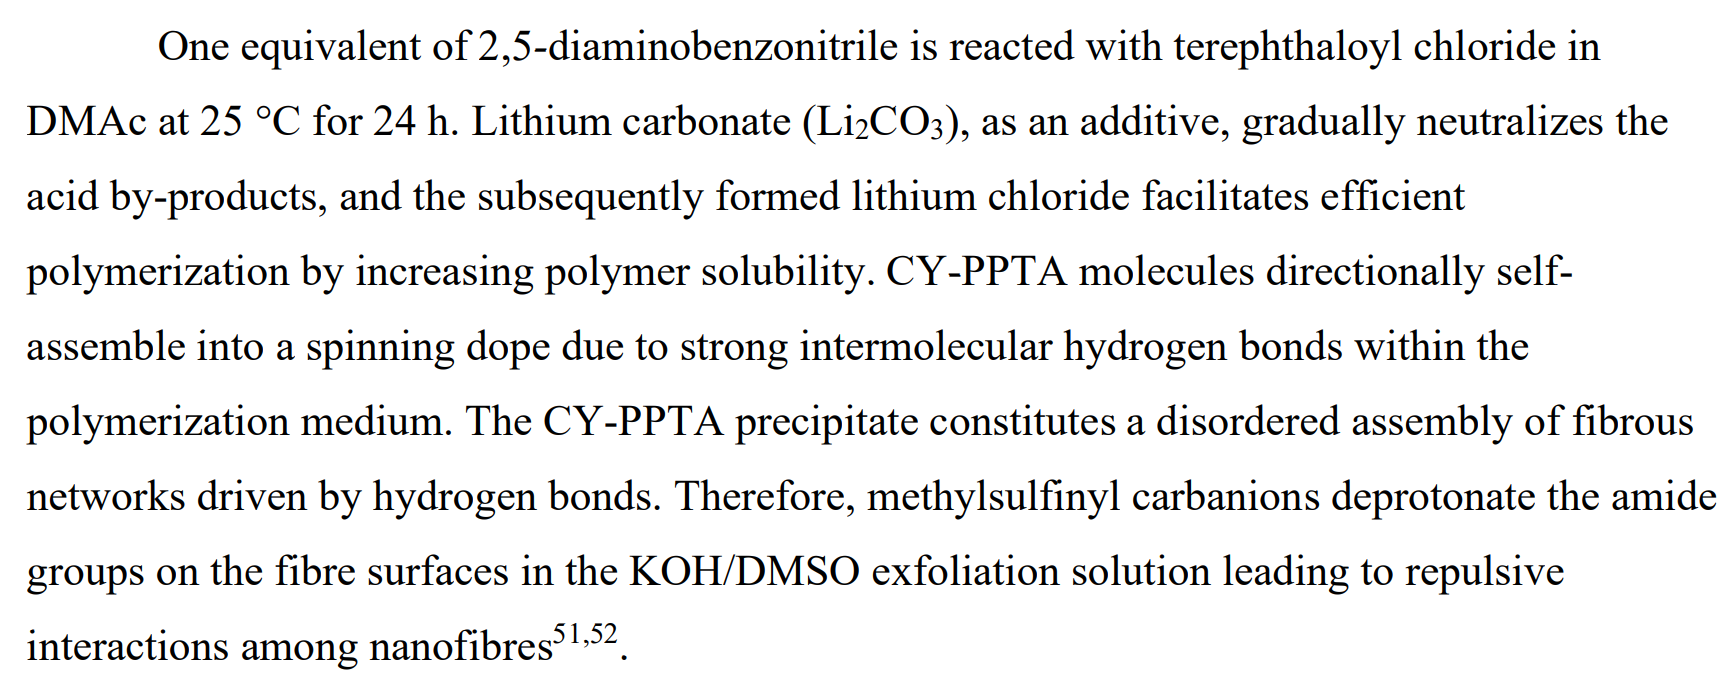 One equivalent of 2,5-diaminobenzonitrile is reacted with terephthaloyl chloride in
DMAc at 25 °C for 24 h. Lithium carbonate (Li₂CO₃), as an additive, gradually neutralizes the
acid by-products, and the subsequently formed lithium chloride facilitates efficient
polymerization by increasing polymer solubility. CY-PPTA molecules directionally self-
assemble into a spinning dope due to strong intermolecular hydrogen bonds within the
polymerization medium. The CY-PPTA precipitate constitutes a disordered assembly of fibrous
networks driven by hydrogen bonds. Therefore, methylsulfinyl carbanions deprotonate the amide
groups on the fibre surfaces in the KOH/DMSO exfoliation solution leading to repulsive
interactions among nanofibres⁵¹,⁵².